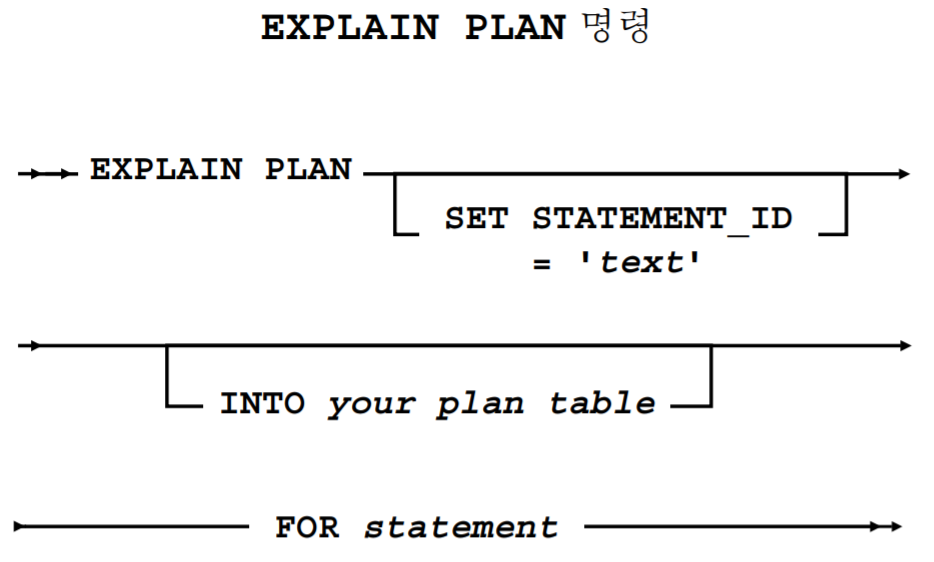 EXPLAIN PLAN 명령
EXPLAIN PLAN
SET STATEMENT_ID
= 'text'
INTO your plan table
FOR statement